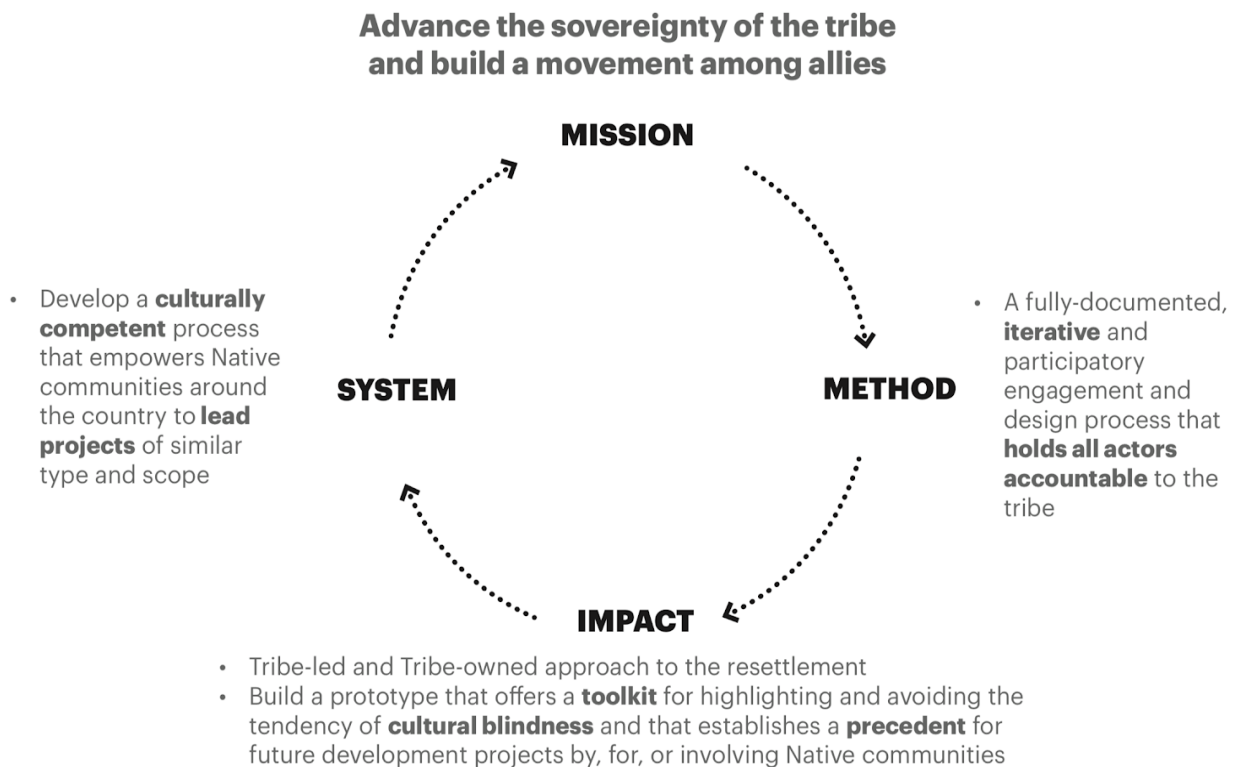 Advance the sovereignty of the tribe
and build a movement among allies
MISSION
• Develop a culturally
competent process
that empowers Native
communities around
the country to lead
projects of similar
type and scope
SYSTEM
METHOD
• A fully-documented,
iterative and
participatory
engagement and
design process that
holds all actors
accountable to the
tribe
IMPACT
• Tribe-led and Tribe-owned approach to the resettlement
• Build a prototype that offers a toolkit for highlighting and avoiding the
tendency of cultural blindness and that establishes a precedent for
future development projects by, for, or involving Native communities